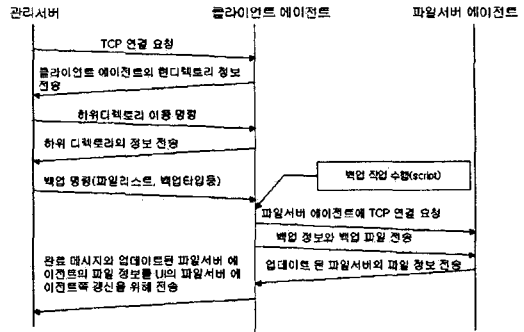 관리서버
클라이언트 에이전트
파일서버 에이전트
TCP 연결 요청
클라이언트 에이전트의 현디렉토리 정보
전송
하위디렉토리 이동 명령
하위 디렉토리의 정보 전송
백업 명령(파일리스트, 백업타입등)
백업 작업 수행(script)
파일서버 에이전트에 TCP 연결 요청
백업 정보와 백업 파일 전송
업데이트 된 파일서버의 파일 정보 전송
완료 메시지와 업데이트된 파일서버 에
이전트의 파일 정보를 UI의 파일서버 에
이전트쪽 갱신을 위해 전송